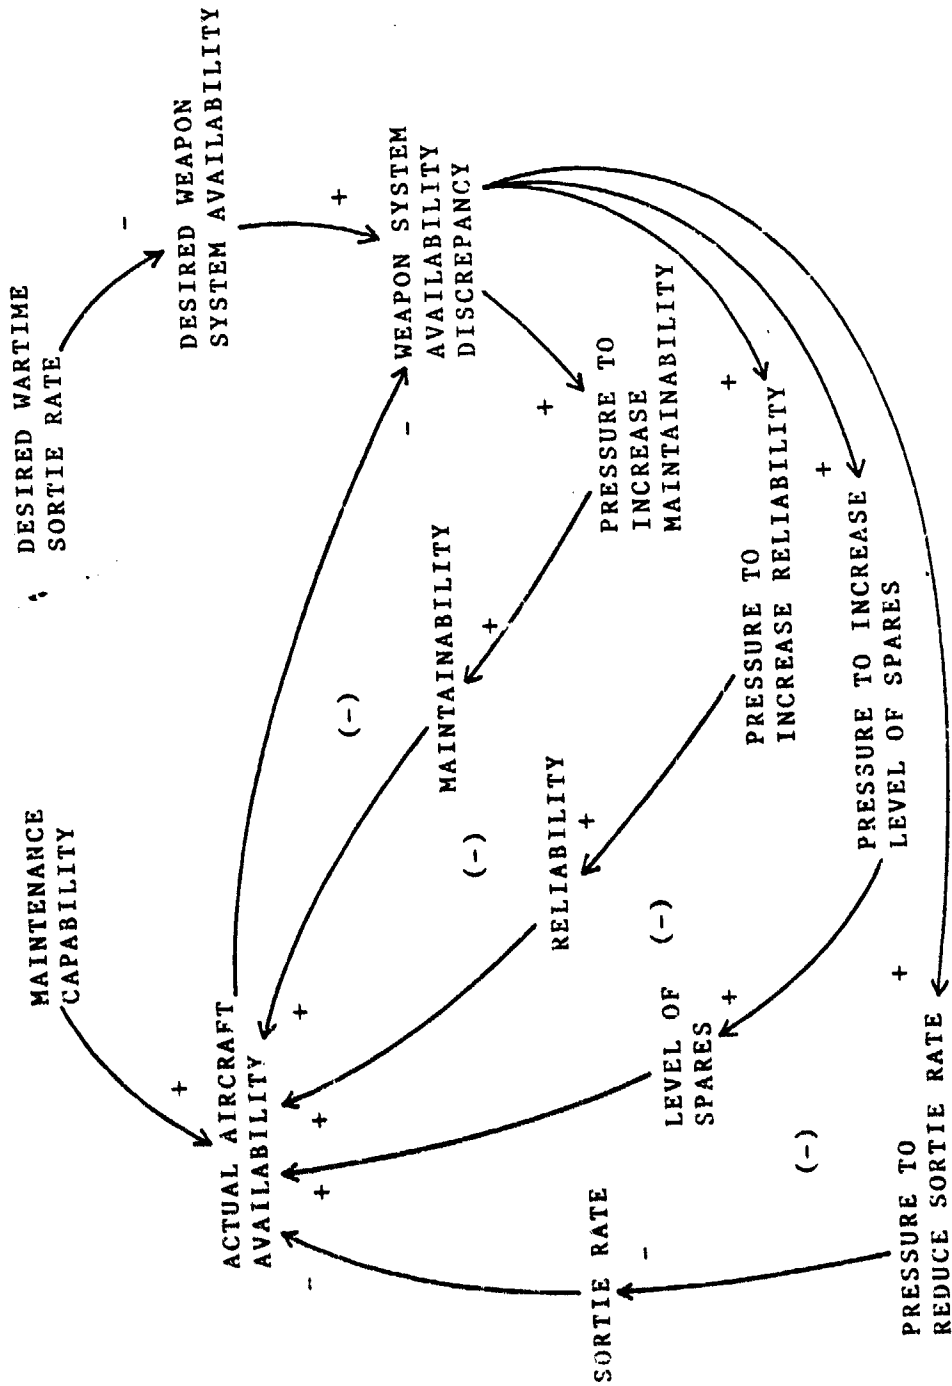 MAINTENANCE
CAPABILITY
DESIRED WARTIME
SORTIE RATE
+
-
ACTUAL AIRCRAFT
AVAILABILITY
DESIRED WEAPON
SYSTEM AVAILABILITY
-
+
+
+
(-)
-
+
WEAPON SYSTEM
AVAILABILITY
DISCREPANCY
MAINTAINABILITY
(-)
+
+
RELIABILITY
+
PRESSURE TO
INCREASE
MAINTAINABILITY
SORTIE RATE
-
LEVEL OF
SPARES
+
(-)
+
PRESSURE TO
INCREASE RELIABILITY
(-)
+
PRESSURE TO INCREASE
LEVEL OF SPARES
+
PRESSURE TO
REDUCE SORTIE RATE